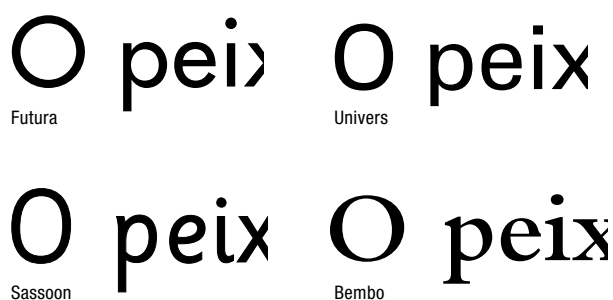 O peix
Futura
O peix
Univers
O peix
Sassoon
O peix
Bembo